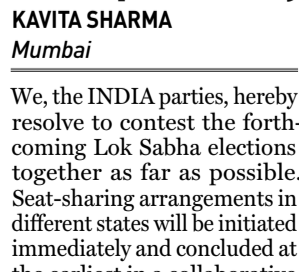 KAVITA SHARMA
Mumbai
We, the INDIA parties, hereby
resolve to contest the forth-
coming Lok Sabha elections
together as far as possible.
Seat-sharing arrangements in
different states will be initiated
immediately and concluded at
the earliest in a collaborative